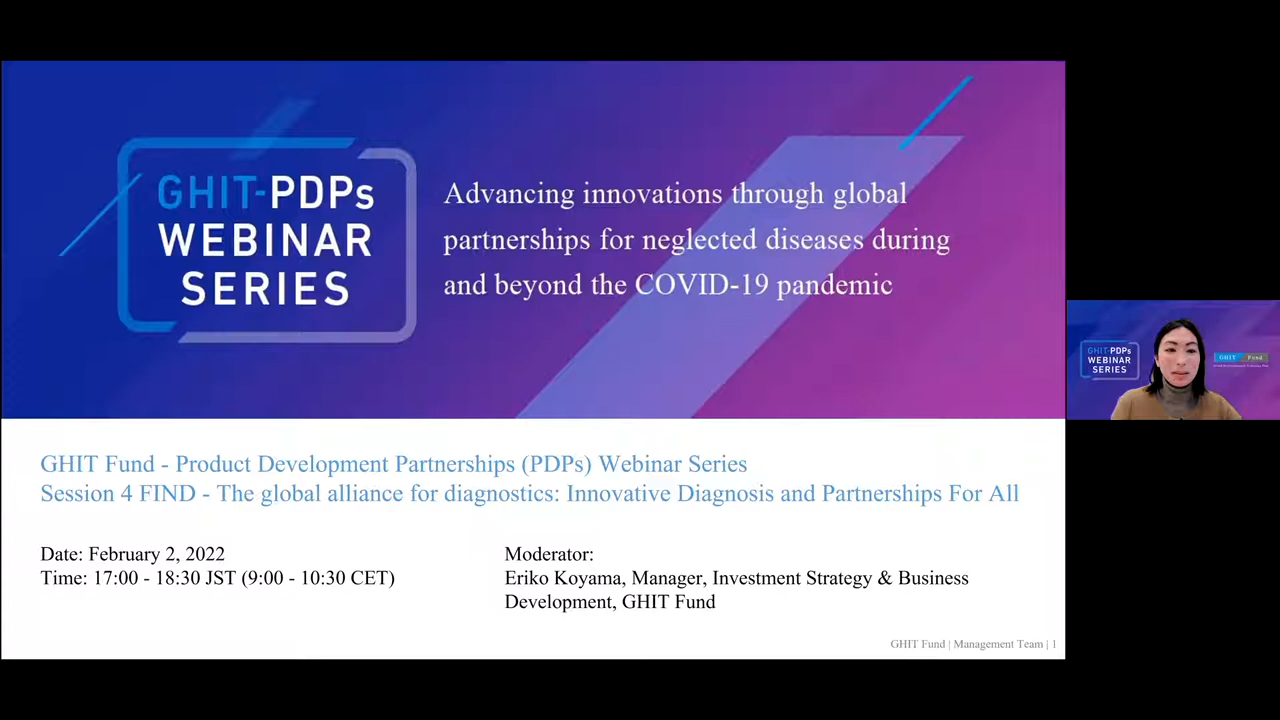 GHIT-PDPs
WEBINAR
SERIES
Advancing innovations through global
partnerships for neglected diseases during
and beyond the COVID-19 pandemic
GHIT Fund - Product Development Partnerships (PDPs) Webinar Series
Session 4 FIND - The global alliance for diagnostics: Innovative Diagnosis and Partnerships For All
Date: February 2, 2022
Time: 17:00 - 18:30 JST (9:00 - 10:30 CET)
Moderator:
Eriko Koyama, Manager, Investment Strategy & Business
Development, GHIT Fund
GHIT Fund | Management Team | 1
GHIT-PDPs
WEBINAR
SERIES
GHIT Fund